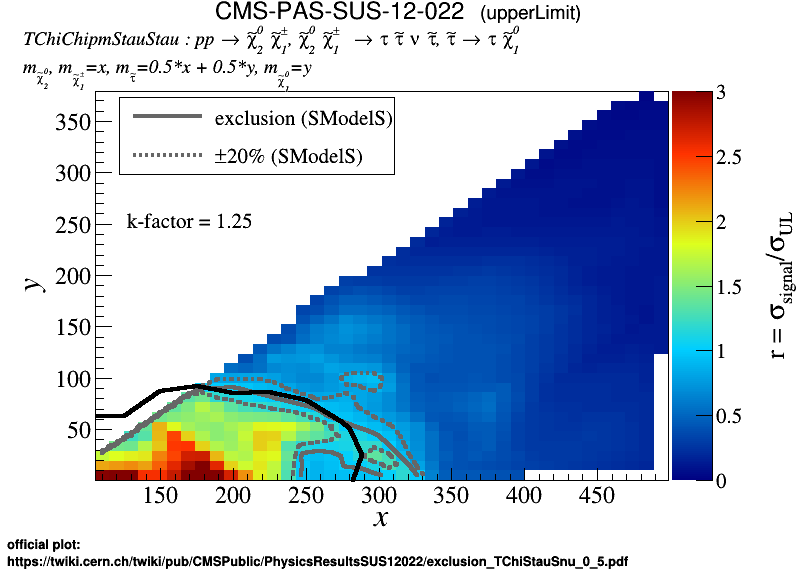 CMS-PAS-SUS-12-022 (upperLimit)
TChiChipmStauStau : pp → χ̃₂⁰ χ̃₁±, χ̃₂⁰ χ̃₁± → τ τ̃ ν τ̃, τ̃ → τ χ̃₁⁰
m_χ̃₂⁰, m_χ̃₁±=x, m_τ̃=0.5*x + 0.5*y, m_χ̃₁⁰=y
exclusion (SModelS)
±20% (SModelS)
k-factor = 1.25
350
300
250
200
150
100
50
y
150 200 250 300 350 400 450
x
3
2.5
2
1.5
1
0.5
0
r = σ_signal/σ_UL
official plot:
https://twiki.cern.ch/twiki/pub/CMSPublic/PhysicsResultsSUS12022/exclusion_TChiStauSnu_0_5.pdf